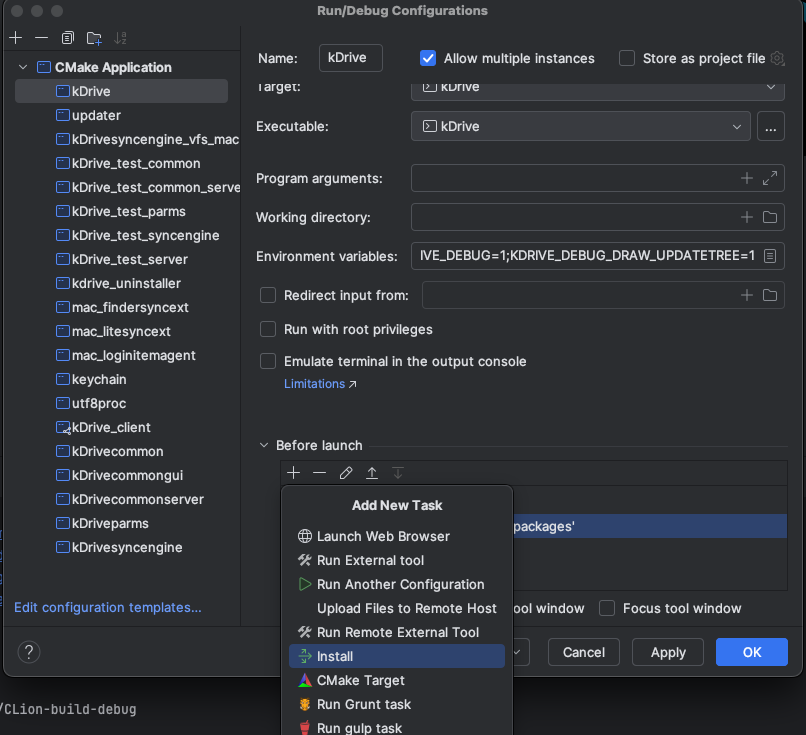 Run/Debug Configurations
CMake Application
kDrive
updater
kDrivesyncengine_vfs_mac
kDrive_test_common
kDrive_test_common_serve
kDrive_test_parms
kDrive_test_syncengine
kDrive_test_server
kdrive_uninstaller
mac_findersyncext
mac_litesyncext
mac_loginitemagent
keychain
utf8proc
kDrive_client
kDrivecommon
kDrivecommongui
kDrivecommonserver
kDriveparms
kDrivesyncengine
Edit configuration templates...
Name: kDrive Allow multiple instances Store as project file
Target: kDrive
Executable: kDrive ...
Program arguments:
Working directory:
Environment variables: IVE_DEBUG=1;KDRIVE_DEBUG_DRAW_UPDATETREE=1
Redirect input from:
Run with root privileges
Emulate terminal in the output console
Limitations ↗
Before launch
Add New Task
Launch Web Browser
packages'
Run External tool
Run Another Configuration
Upload Files to Remote Host
ool window Focus tool window
Run Remote External Tool
Install
CMake Target
Run Grunt task
Run gulp task
? Cancel Apply OK
/CLion-build-debug